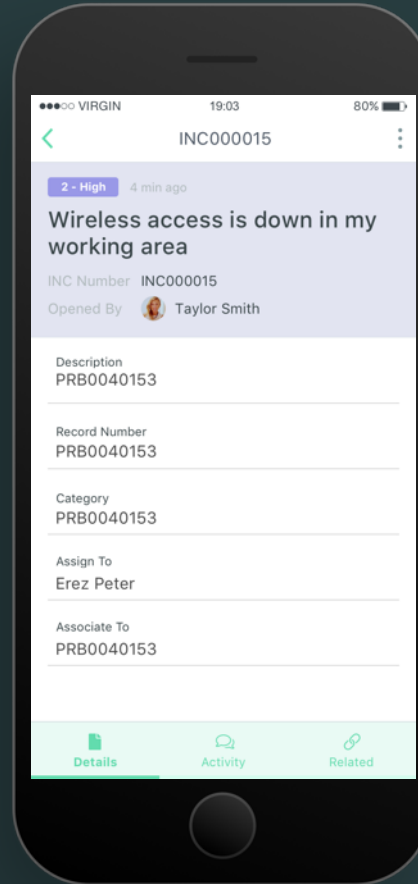 VIRGIN 19:03 80%
INC000015
2 - High 4 min ago
Wireless access is down in my
working area
INC Number INC000015
Opened By Taylor Smith
Description
PRB0040153
Record Number
PRB0040153
Category
PRB0040153
Assign To
Erez Peter
Associate To
PRB0040153
Details Activity Related